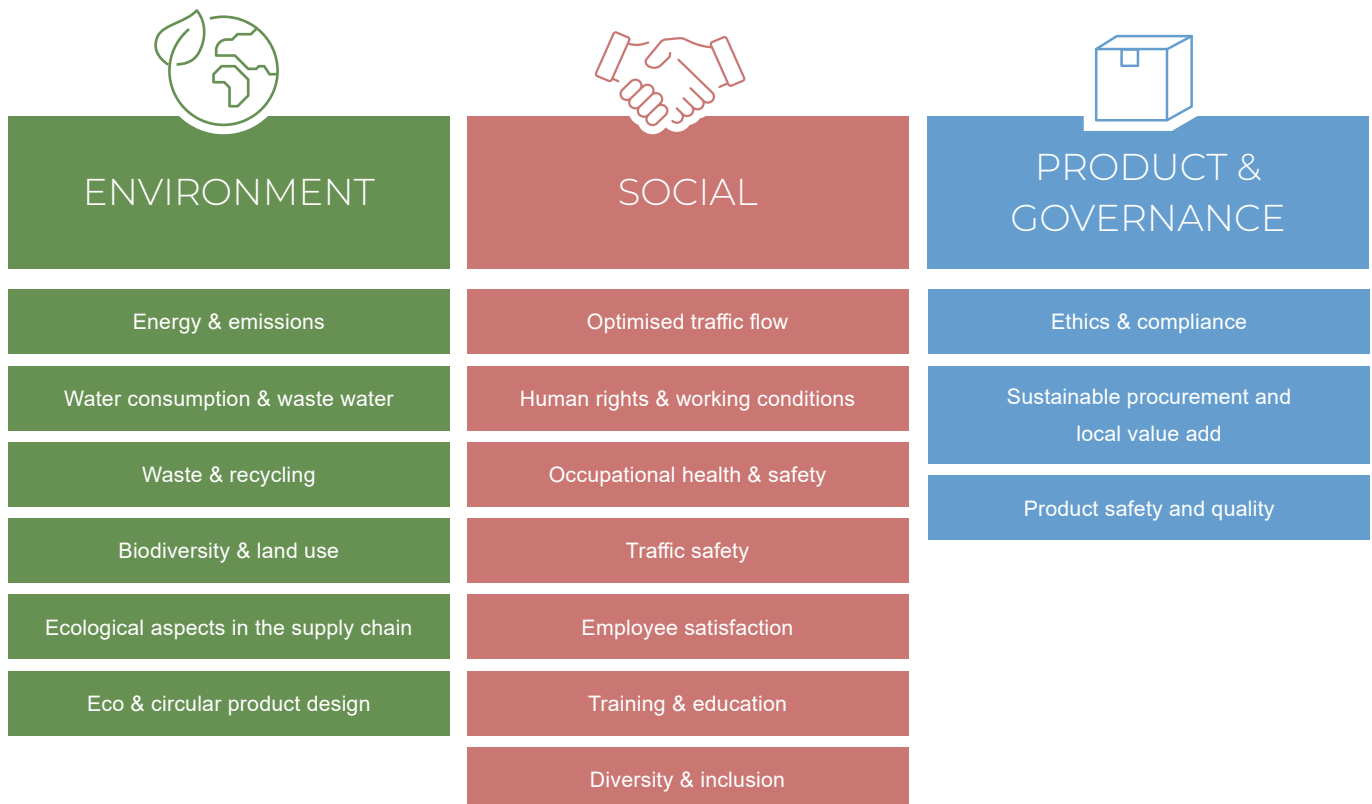 ENVIRONMENT
Energy & emissions
Water consumption & waste water
Waste & recycling
Biodiversity & land use
Ecological aspects in the supply chain
Eco & circular product design
SOCIAL
Optimised traffic flow
Human rights & working conditions
Occupational health & safety
Traffic safety
Employee satisfaction
Training & education
Diversity & inclusion
PRODUCT &
GOVERNANCE
Ethics & compliance
Sustainable procurement and
local value add
Product safety and quality